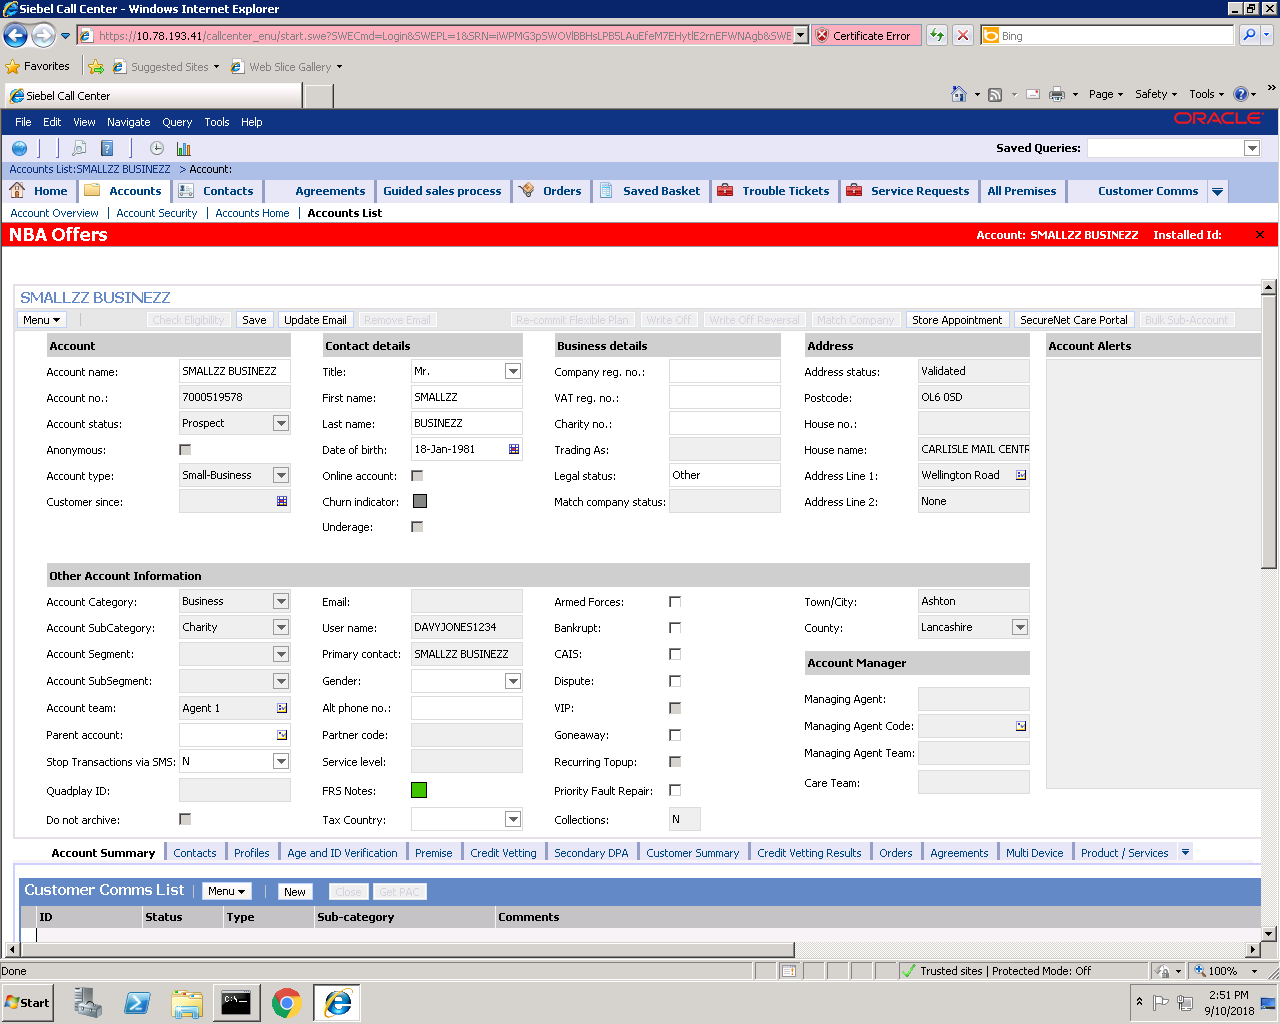 Siebel Call Center - Windows Internet Explorer
Certificate Error
Bing
Favorites
Suggested Sites
Web Slice Gallery
Siebel Call Center
Page
Safety
Tools
File Edit View Navigate Query Tools Help
ORACLE
Saved Queries:
Accounts List:SMALLZZ BUSINEZZ > Account:
Home Accounts Contacts Agreements Guided sales process Orders Saved Basket Trouble Tickets Service Requests All Premises Customer Comms
Account Overview | Account Security | Accounts Home | Accounts List
NBA Offers
Account: SMALLZZ BUSINEZZ Installed Id: ×
SMALLZZ BUSINEZZ
Menu Check Eligibility Save Update Email Remove Email Re-commit Flexible Plan Write Off Write Off Reversal Match Company Store Appointment SecureNet Care Portal Bulk Sub-Account
Account
Account name: SMALLZZ BUSINEZZ
Account no.: 7000519578
Account status: Prospect
Anonymous:
Account type: Small-Business
Customer since:
Contact details
Title: Mr.
First name: SMALLZZ
Last name: BUSINEZZ
Date of birth: 18-Jan-1981
Online account:
Churn indicator:
Underage:
Business details
Company reg. no.:
VAT reg. no.:
Charity no.:
Trading As:
Legal status: Other
Match company status:
Address
Address status: Validated
Postcode: OL6 0SD
House no.:
House name: CARLISLE MAIL CENTR
Address Line 1: Wellington Road
Address Line 2: None
Account Alerts
Other Account Information
Account Category: Business
Account SubCategory: Charity
Account Segment:
Account SubSegment:
Account team: Agent 1
Parent account:
Stop Transactions via SMS: N
Quadplay ID:
Do not archive:
Email:
User name: DAVYJONES1234
Primary contact: SMALLZZ BUSINEZZ
Gender:
Alt phone no.:
Partner code:
Service level:
FRS Notes:
Tax Country:
Armed Forces:
Bankrupt:
CAIS:
Dispute:
VIP:
Goneaway:
Recurring Topup:
Priority Fault Repair:
Collections: N
Town/City: Ashton
County: Lancashire
Account Manager
Managing Agent:
Managing Agent Code:
Managing Agent Team:
Care Team:
Account Summary Contacts Profiles Age and ID Verification Premise Credit Vetting Secondary DPA Customer Summary Credit Vetting Results Orders Agreements Multi Device Product / Services
Customer Comms List Menu New Close Get PAC
ID Status Type Sub-category Comments
Done
Trusted sites | Protected Mode: Off
100%
Start
2:51 PM
9/10/2018